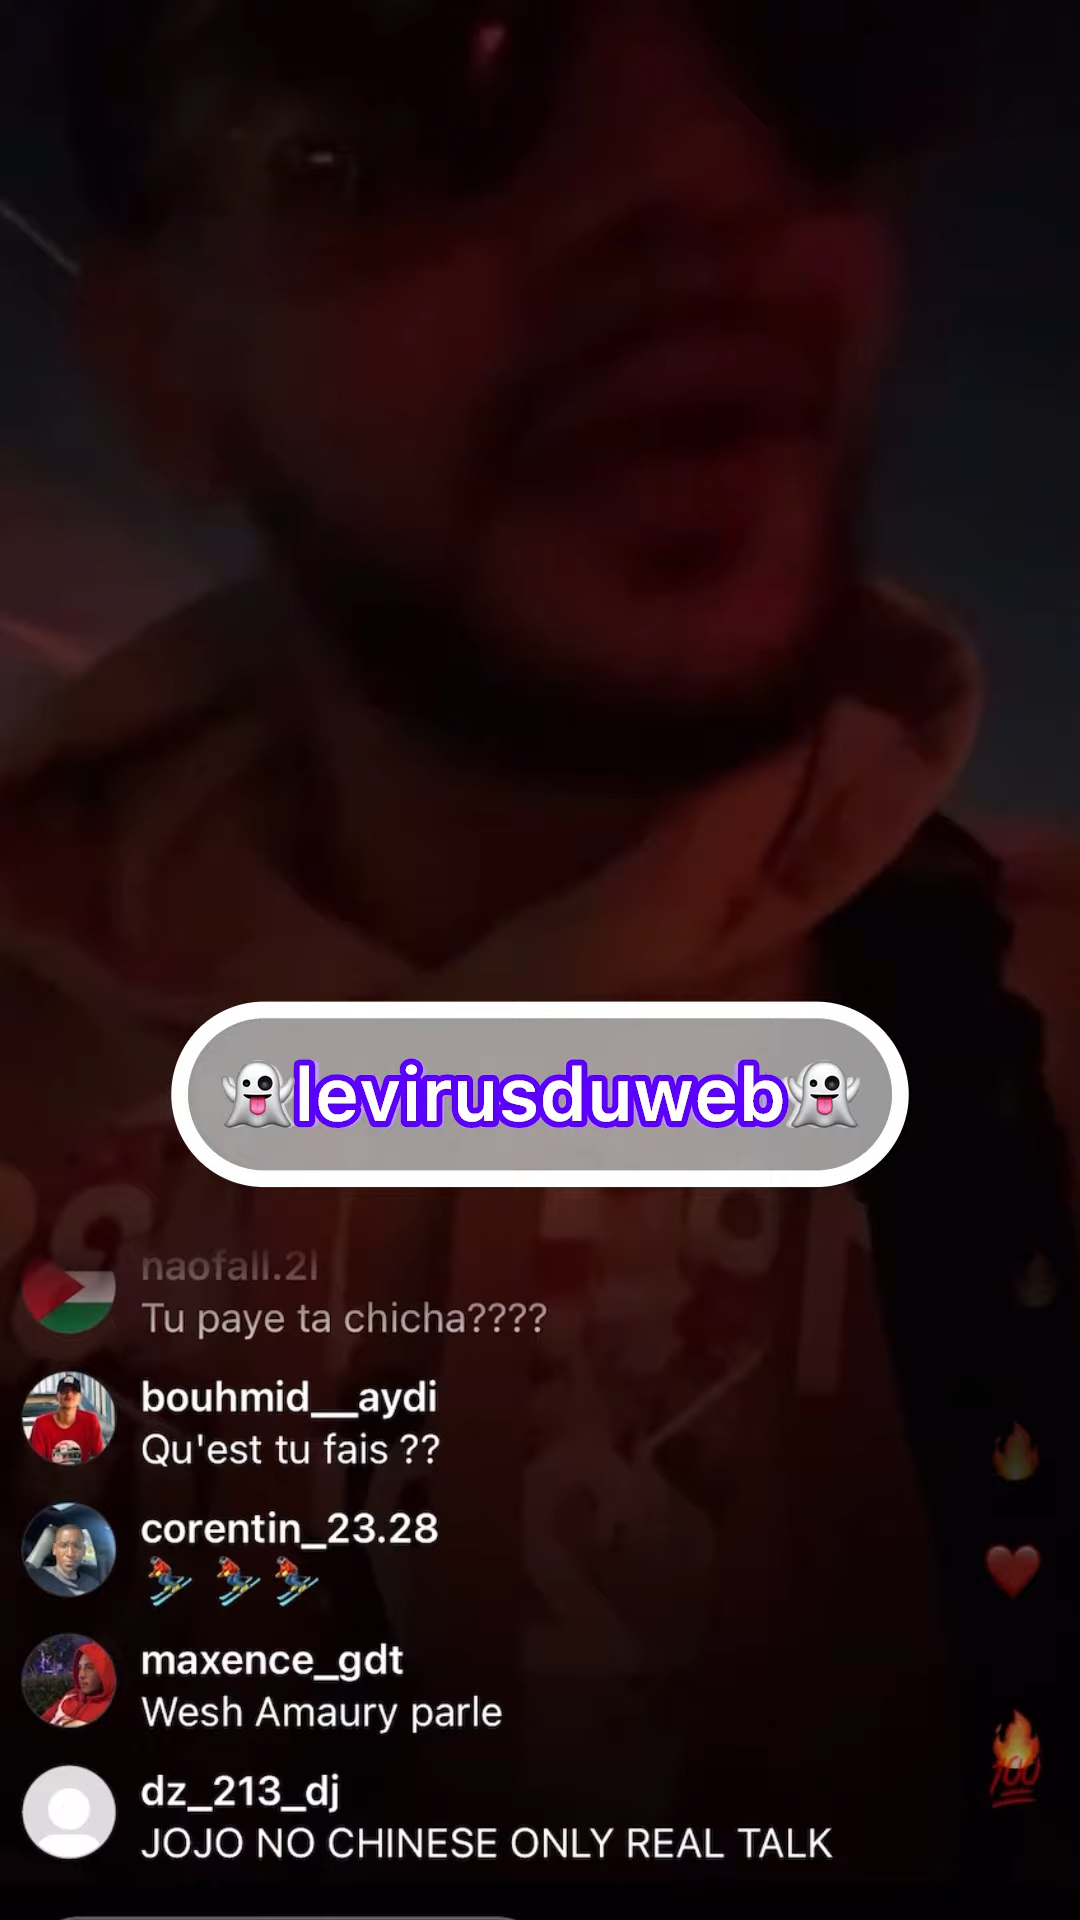 👻levirusduweb👻
naofall.2l
Tu paye ta chicha????
bouhmid__aydi
Qu'est tu fais ??
corentin_23.28
⛷️ ⛷️ ⛷️
maxence_gdt
Wesh Amaury parle
dz_213_dj
JOJO NO CHINESE ONLY REAL TALK